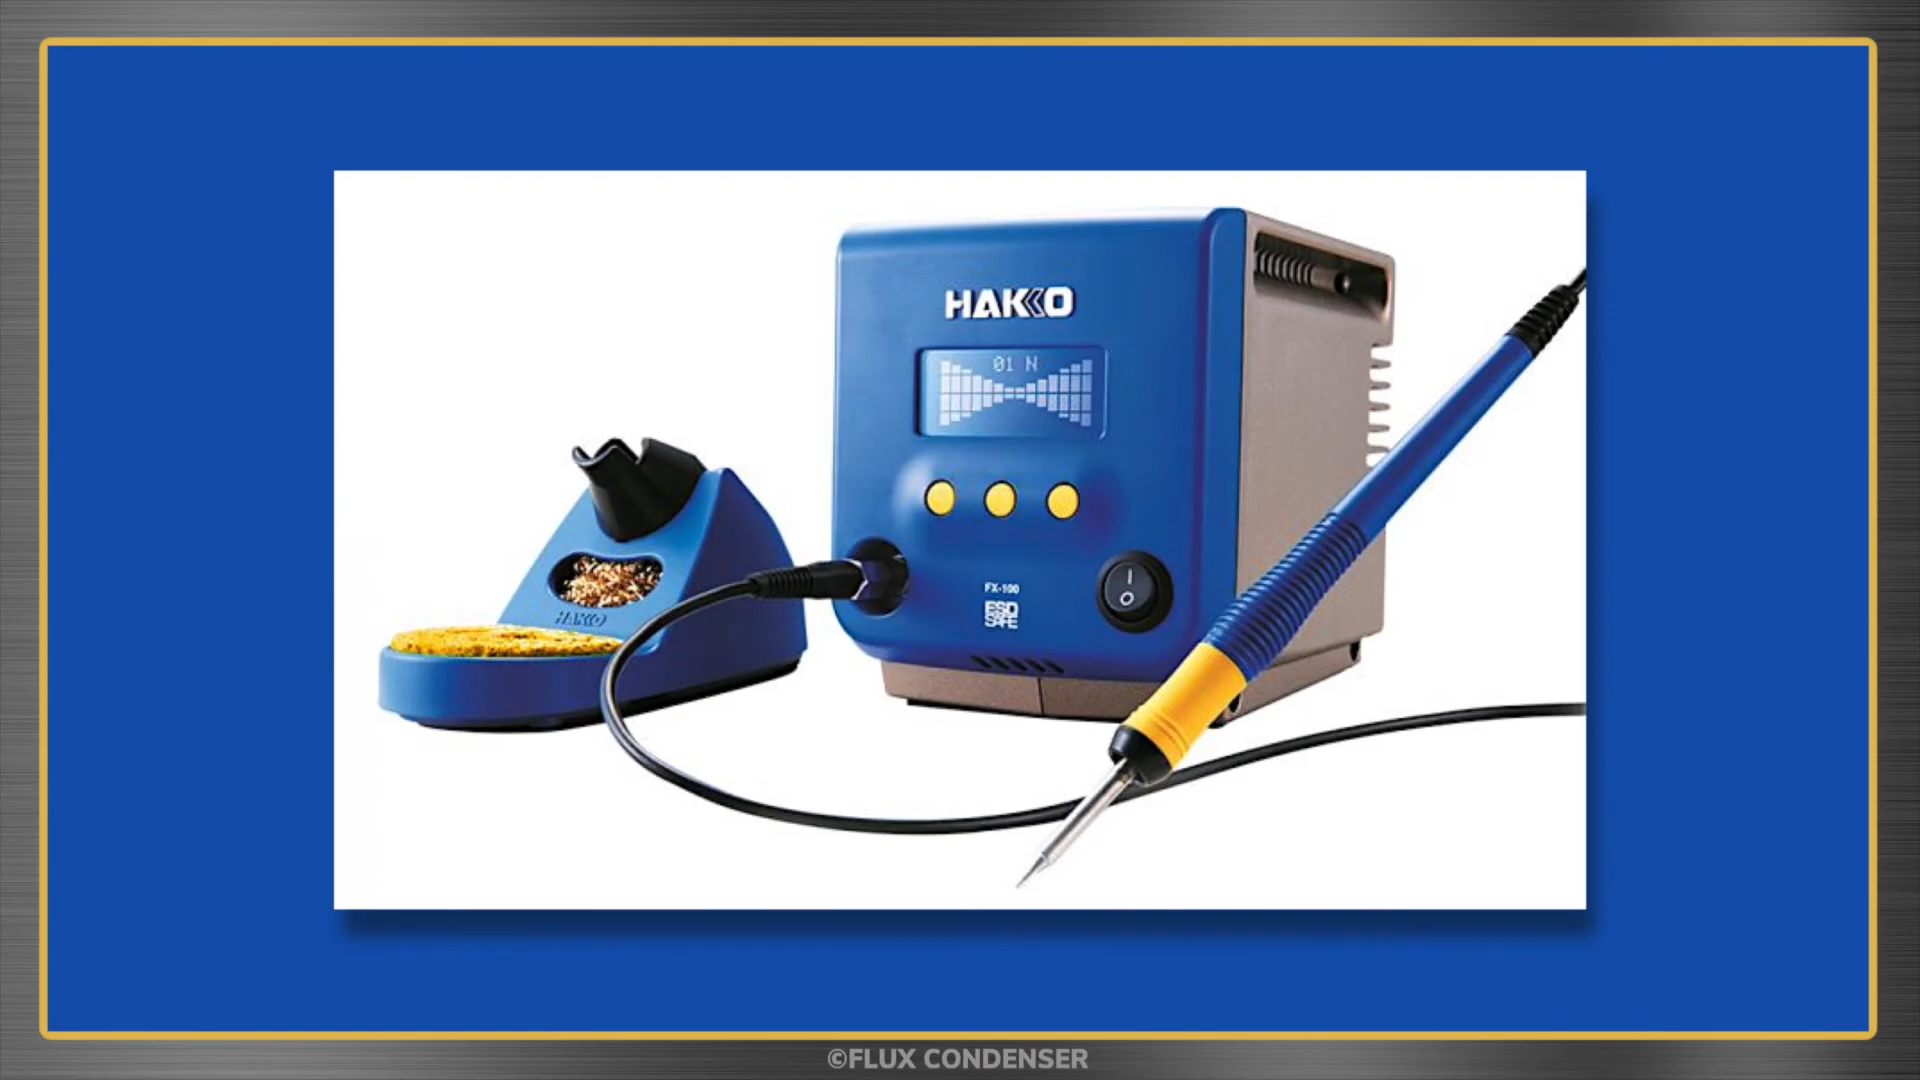 HAKKO
01 N
FX-100
ESD
SAFE
HAKKO
I
O
©FLUX CONDENSER